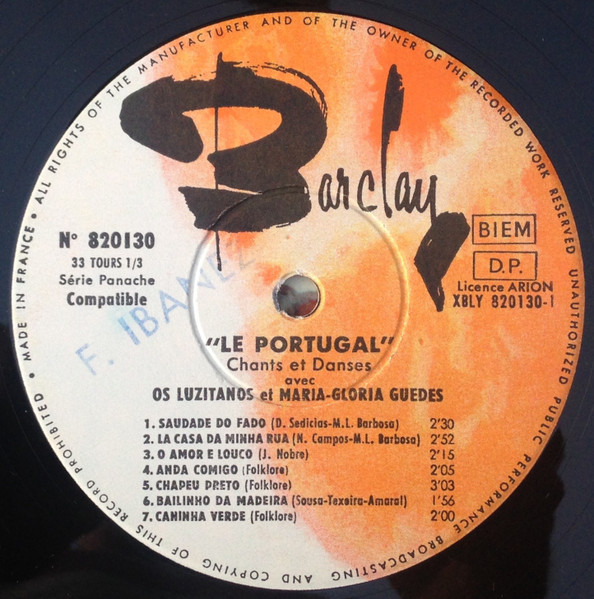 MADE IN FRANCE • ALL RIGHTS OF THE MANUFACTURER AND OF THE OWNER OF THE RECORDED WORK RESERVED UNAUTHORIZED PUBLIC PERFORMANCE BROADCASTING AND COPYING OF THIS RECORD PROHIBITED •
Barclay
N° 820130
33 TOURS 1/3
Série Panache
Compatible
F. IBANEZ
BIEM
D.P.
Licence ARION
XBLY 820130-1
"LE PORTUGAL"
Chants et Danses
avec
OS LUZITANOS et MARIA-GLORIA GUEDES
1. SAUDADE DO FADO (D. Sedicias-M.L. Barbosa) 2'30
2. LA CASA DA MINHA RUA (N. Campos-M.L. Barbosa) 2'52
3. O AMOR E LOUCO (J. Nobre) 2'15
4. ANDA COMIGO (Folklore) 2'05
5. CHAPEU PRETO (Folklore) 3'03
6. BAILINHO DA MADEIRA (Sousa-Texeira-Amaral) 1'56
7. CANINHA VERDE (Folklore) 2'00